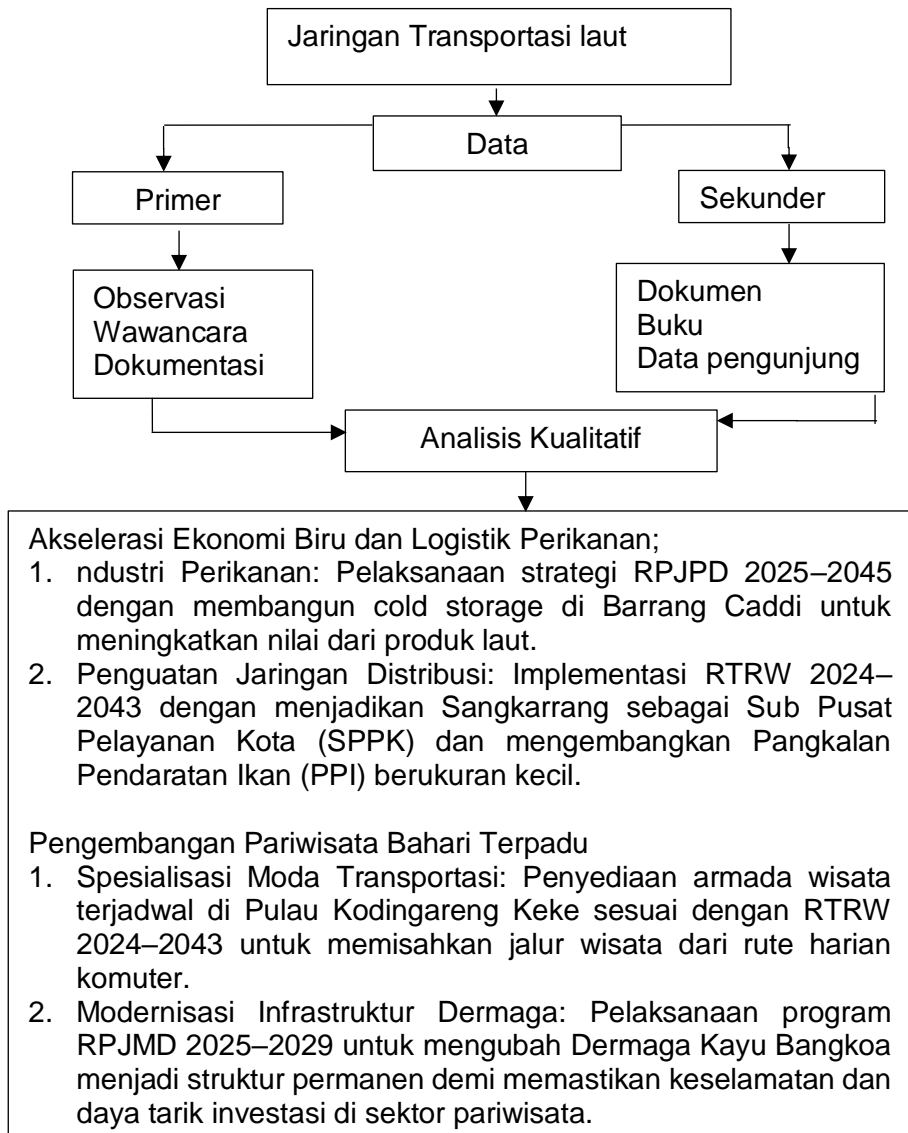 Jaringan Transportasi laut
Data
Primer
Sekunder
Observasi
Wawancara
Dokumentasi
Dokumen
Buku
Data pengunjung
Analisis Kualitatif
Akselerasi Ekonomi Biru dan Logistik Perikanan;
1. ndustri Perikanan: Pelaksanaan strategi RPJPD 2025–2045
dengan membangun cold storage di Barrang Caddi untuk
meningkatkan nilai dari produk laut.
2. Penguatan Jaringan Distribusi: Implementasi RTRW 2024–
2043 dengan menjadikan Sangkarrang sebagai Sub Pusat
Pelayanan Kota (SPPK) dan mengembangkan Pangkalan
Pendaratan Ikan (PPI) berukuran kecil.
Pengembangan Pariwisata Bahari Terpadu
1. Spesialisasi Moda Transportasi: Penyediaan armada wisata
terjadwal di Pulau Kodingareng Keke sesuai dengan RTRW
2024–2043 untuk memisahkan jalur wisata dari rute harian
komuter.
2. Modernisasi Infrastruktur Dermaga: Pelaksanaan program
RPJMD 2025–2029 untuk mengubah Dermaga Kayu Bangkoa
menjadi struktur permanen demi memastikan keselamatan dan
daya tarik investasi di sektor pariwisata.